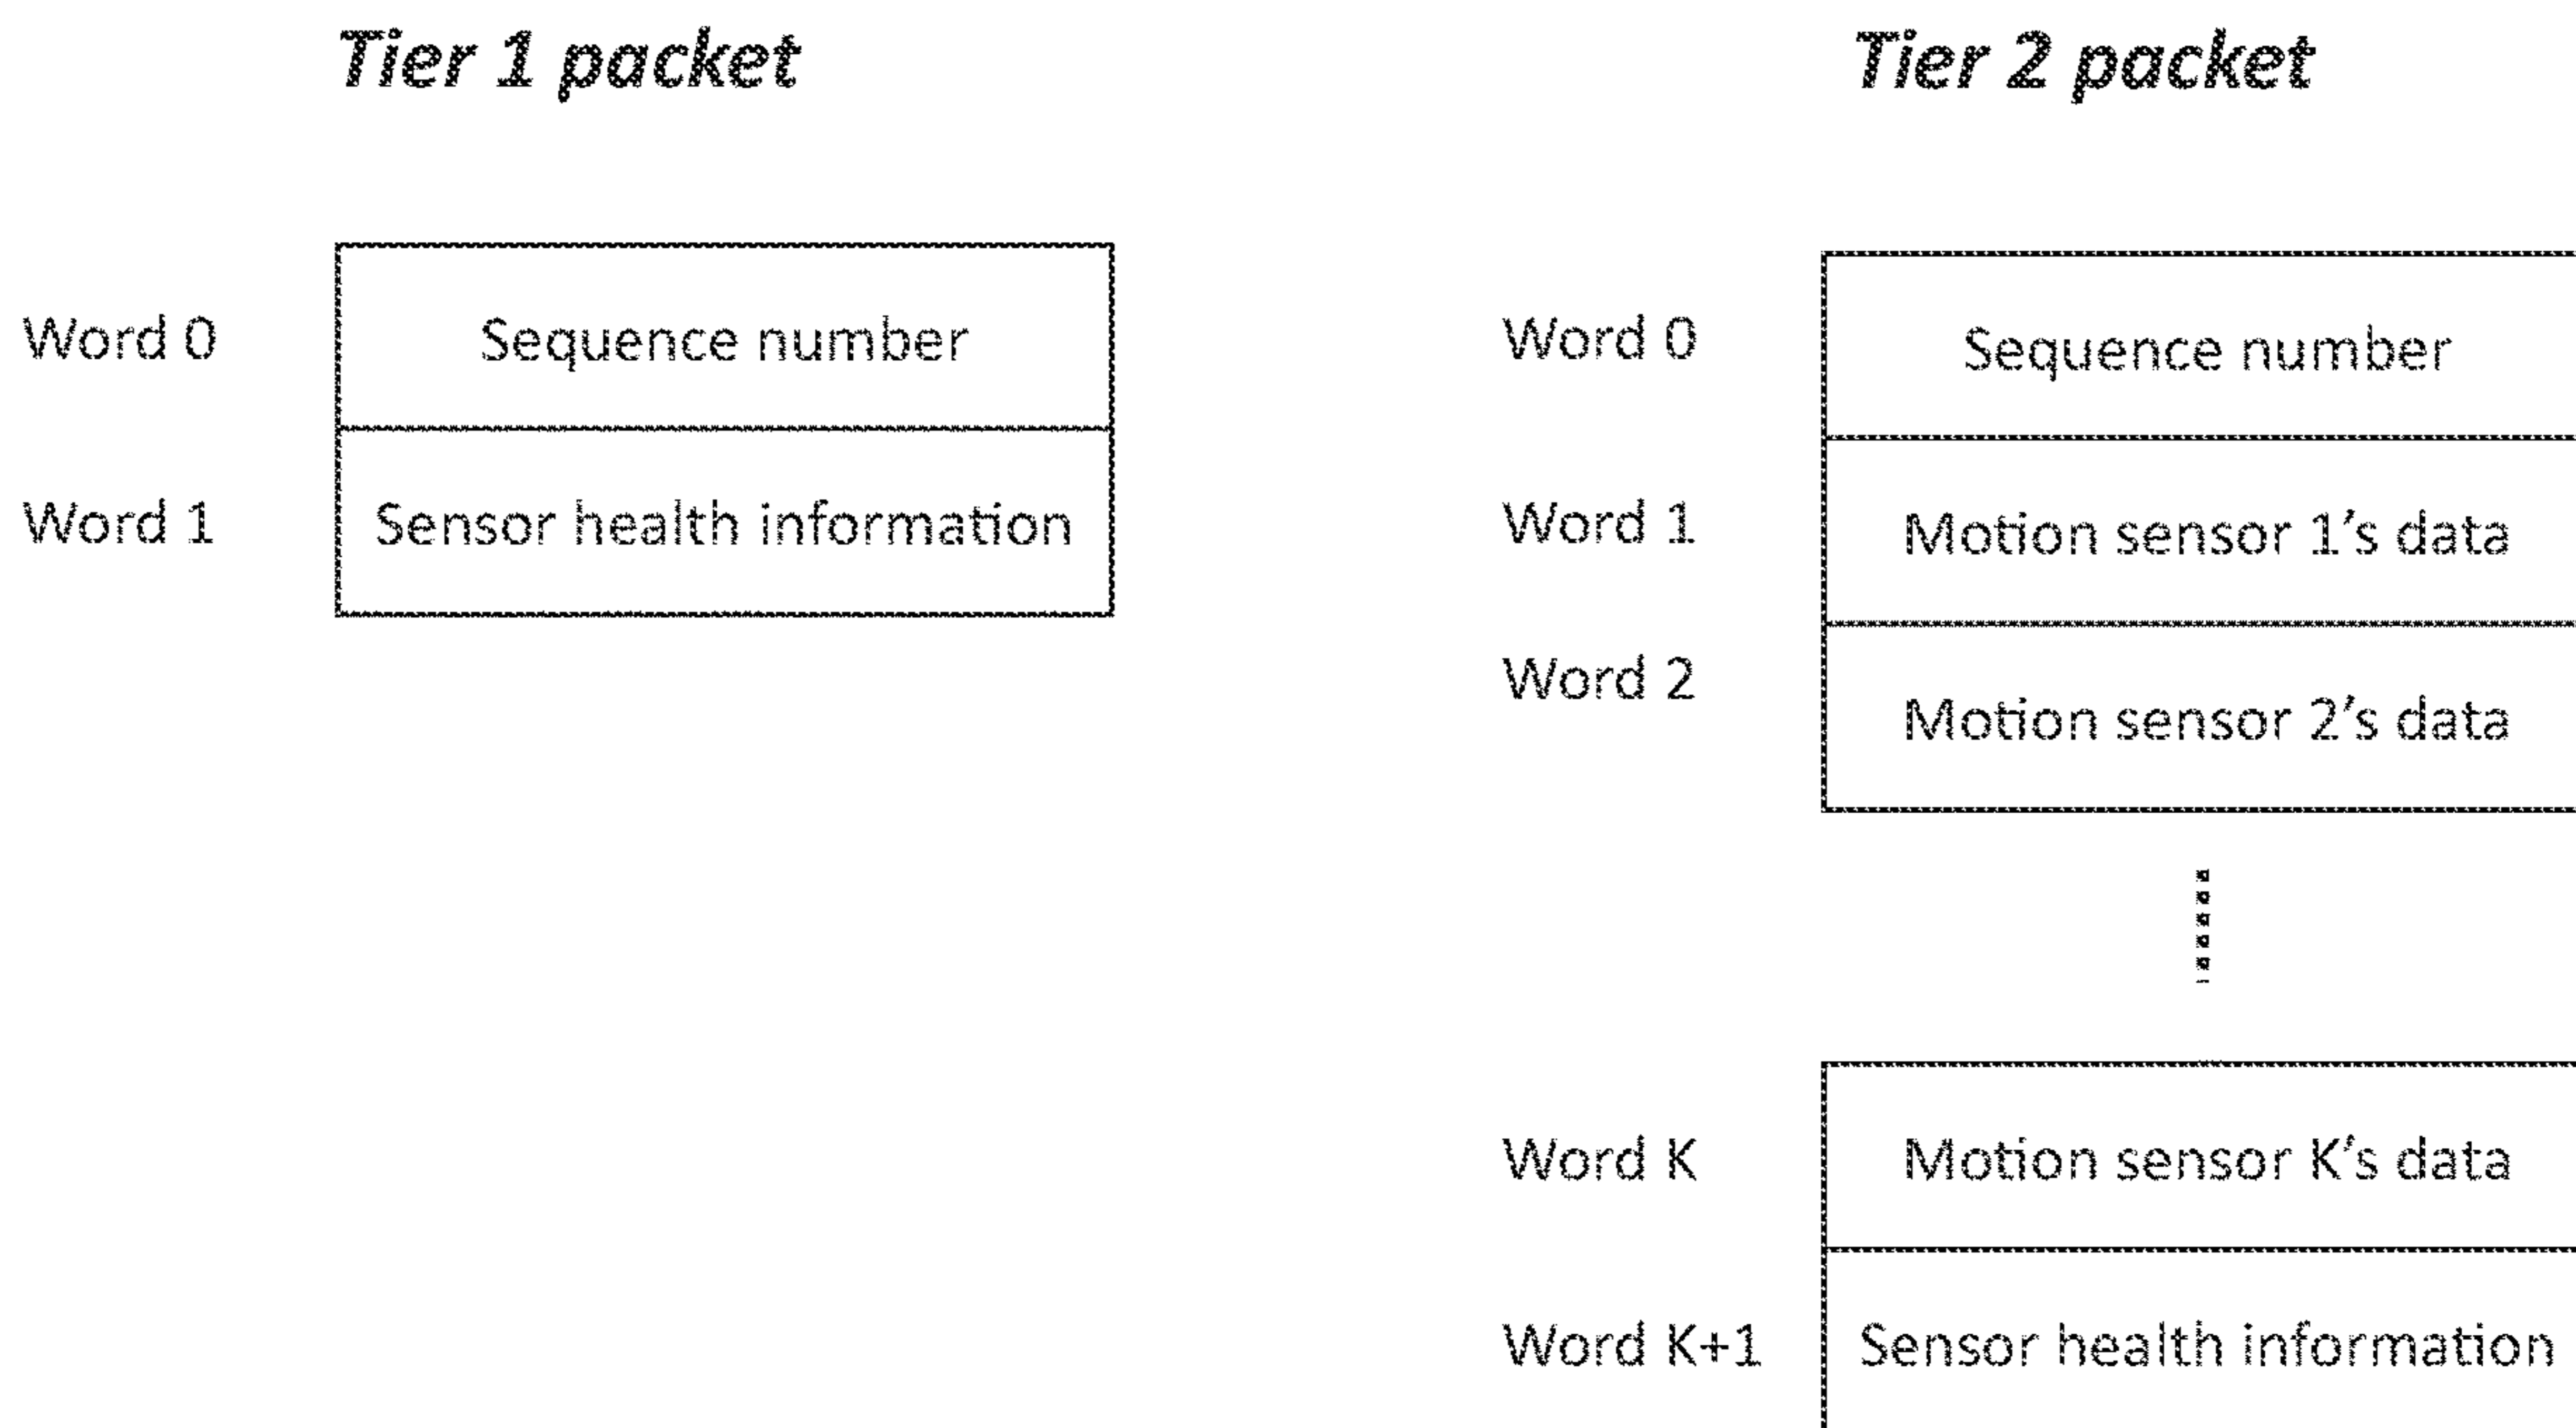 Tier 1 packet
Word 0 Sequence number
Word 1 Sensor health information
Tier 2 packet
Word 0 Sequence number
Word 1 Motion sensor 1’s data
Word 2 Motion sensor 2’s data
Word K Motion sensor K’s data
Word K+1 Sensor health information